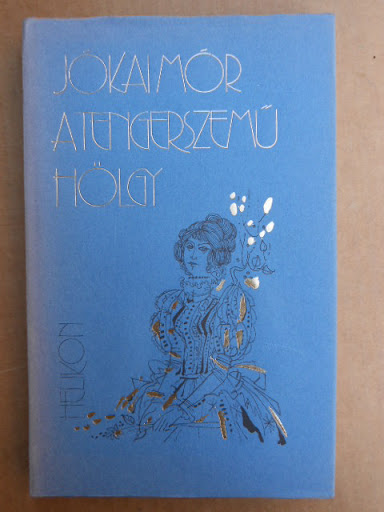 JÓKAI MÓR
A TENGERSZEMŰ
HÖLGY
HELIKON